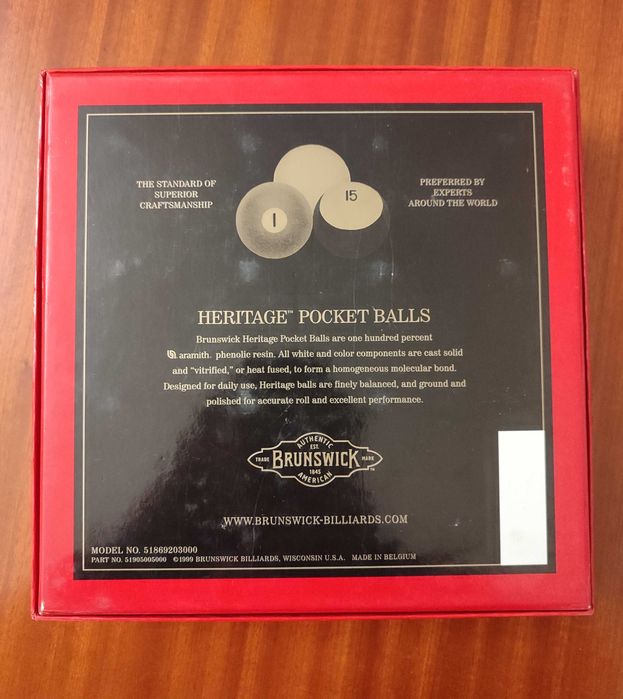 THE STANDARD OF
SUPERIOR
CRAFTSMANSHIP
1
15
PREFERRED BY
EXPERTS
AROUND THE WORLD
HERITAGE™ POCKET BALLS
Brunswick Heritage Pocket Balls are one hundred percent
aramith. phenolic resin. All white and color components are cast solid
and “vitrified,” or heat fused, to form a homogeneous molecular bond.
Designed for daily use, Heritage balls are finely balanced, and ground and
polished for accurate roll and excellent performance.
AUTHENTIC
EST.
TRADE BRUNSWICK MARK
1845
AMERICAN
™
WWW.BRUNSWICK-BILLIARDS.COM
MODEL NO. 51869203000
PART NO. 51905005000 ©1999 BRUNSWICK BILLIARDS, WISCONSIN U.S.A. MADE IN BELGIUM